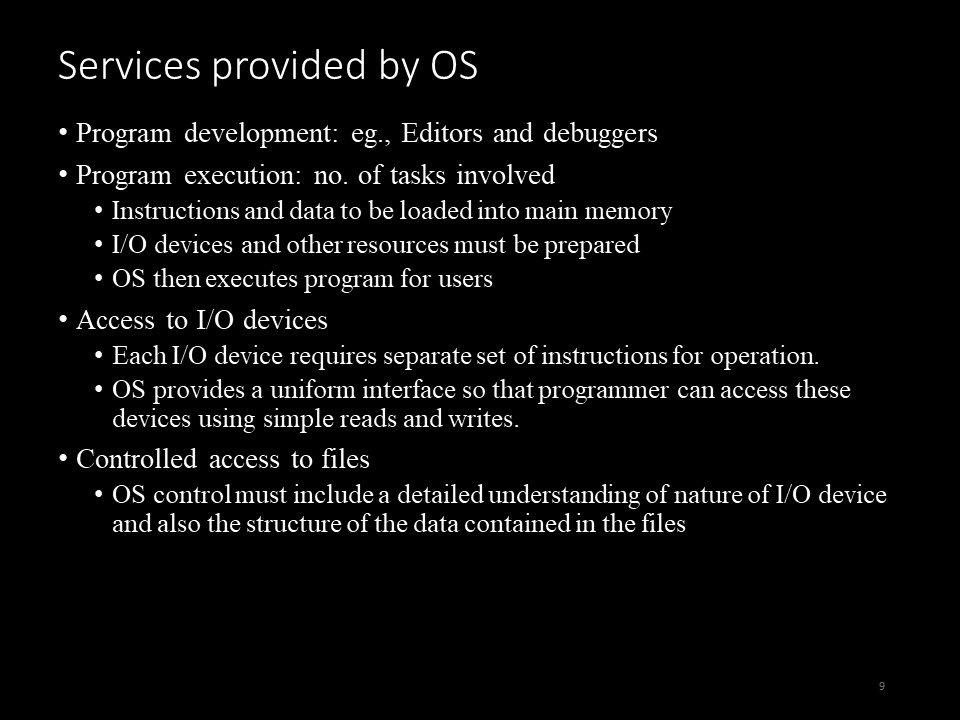 Services provided by OS
• Program development: eg., Editors and debuggers
• Program execution: no. of tasks involved
• Instructions and data to be loaded into main memory
• I/O devices and other resources must be prepared
• OS then executes program for users
• Access to I/O devices
• Each I/O device requires separate set of instructions for operation.
• OS provides a uniform interface so that programmer can access these
devices using simple reads and writes.
• Controlled access to files
• OS control must include a detailed understanding of nature of I/O device
and also the structure of the data contained in the files
9